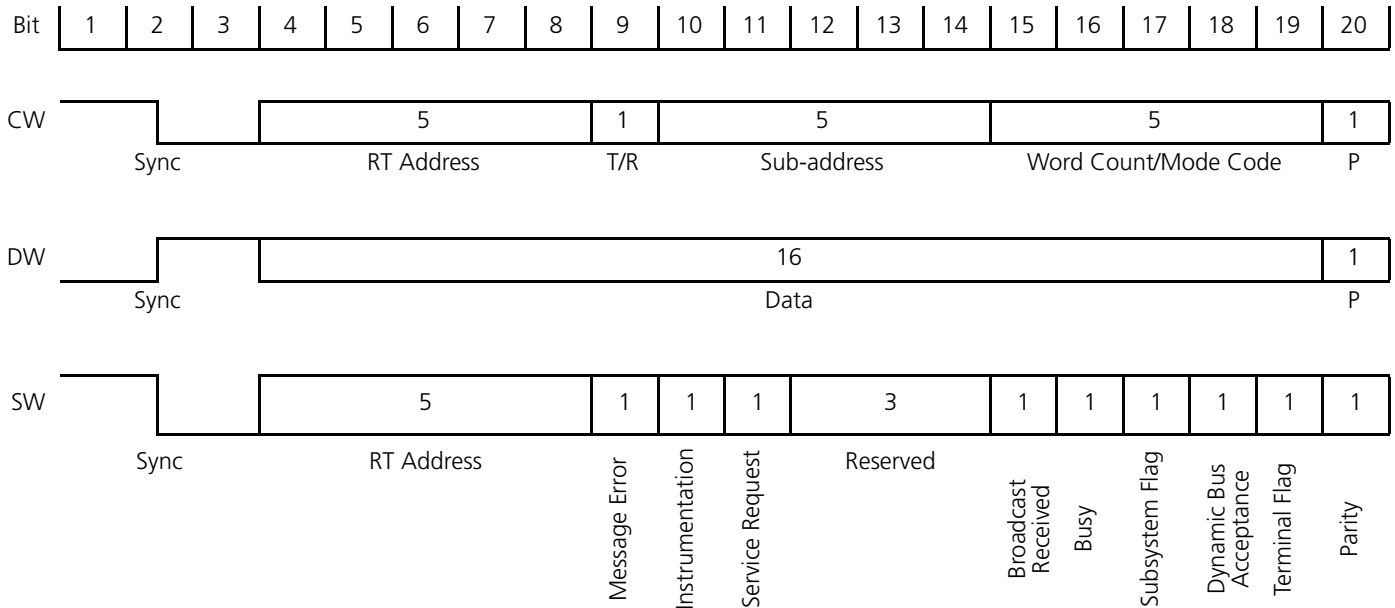 Bit 1 2 3 4 5 6 7 8 9 10 11 12 13 14 15 16 17 18 19 20
CW 5 1 5 5 1
Sync RT Address T/R Sub-address Word Count/Mode Code P
DW 16 1
Sync Data P
SW 5 1 1 1 3 1 1 1 1 1 1
Sync RT Address Reserved
Message Error
Instrumentation
Service Request
Broadcast
Received
Busy
Subsystem Flag
Dynamic Bus
Acceptance
Terminal Flag
Parity